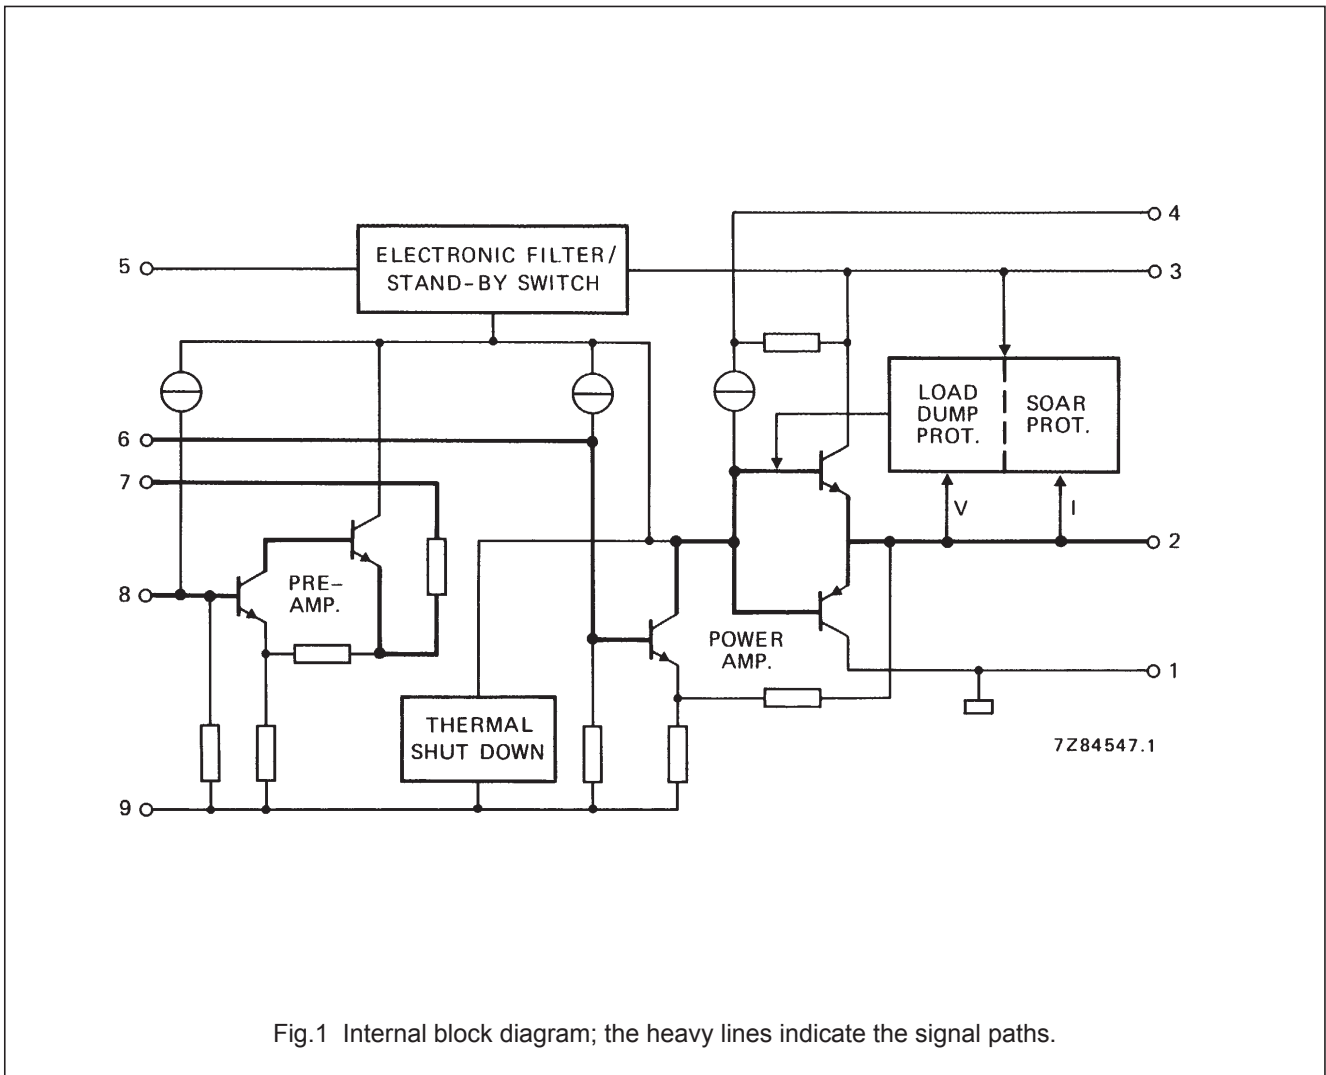 4
ELECTRONIC FILTER/
STAND-BY SWITCH
5
3
LOAD
DUMP
PROT.
SOAR
PROT.
6
7
V
I
2
PRE-
AMP.
8
POWER
AMP.
1
THERMAL
SHUT DOWN
7Z84547.1
9
Fig.1 Internal block diagram; the heavy lines indicate the signal paths.